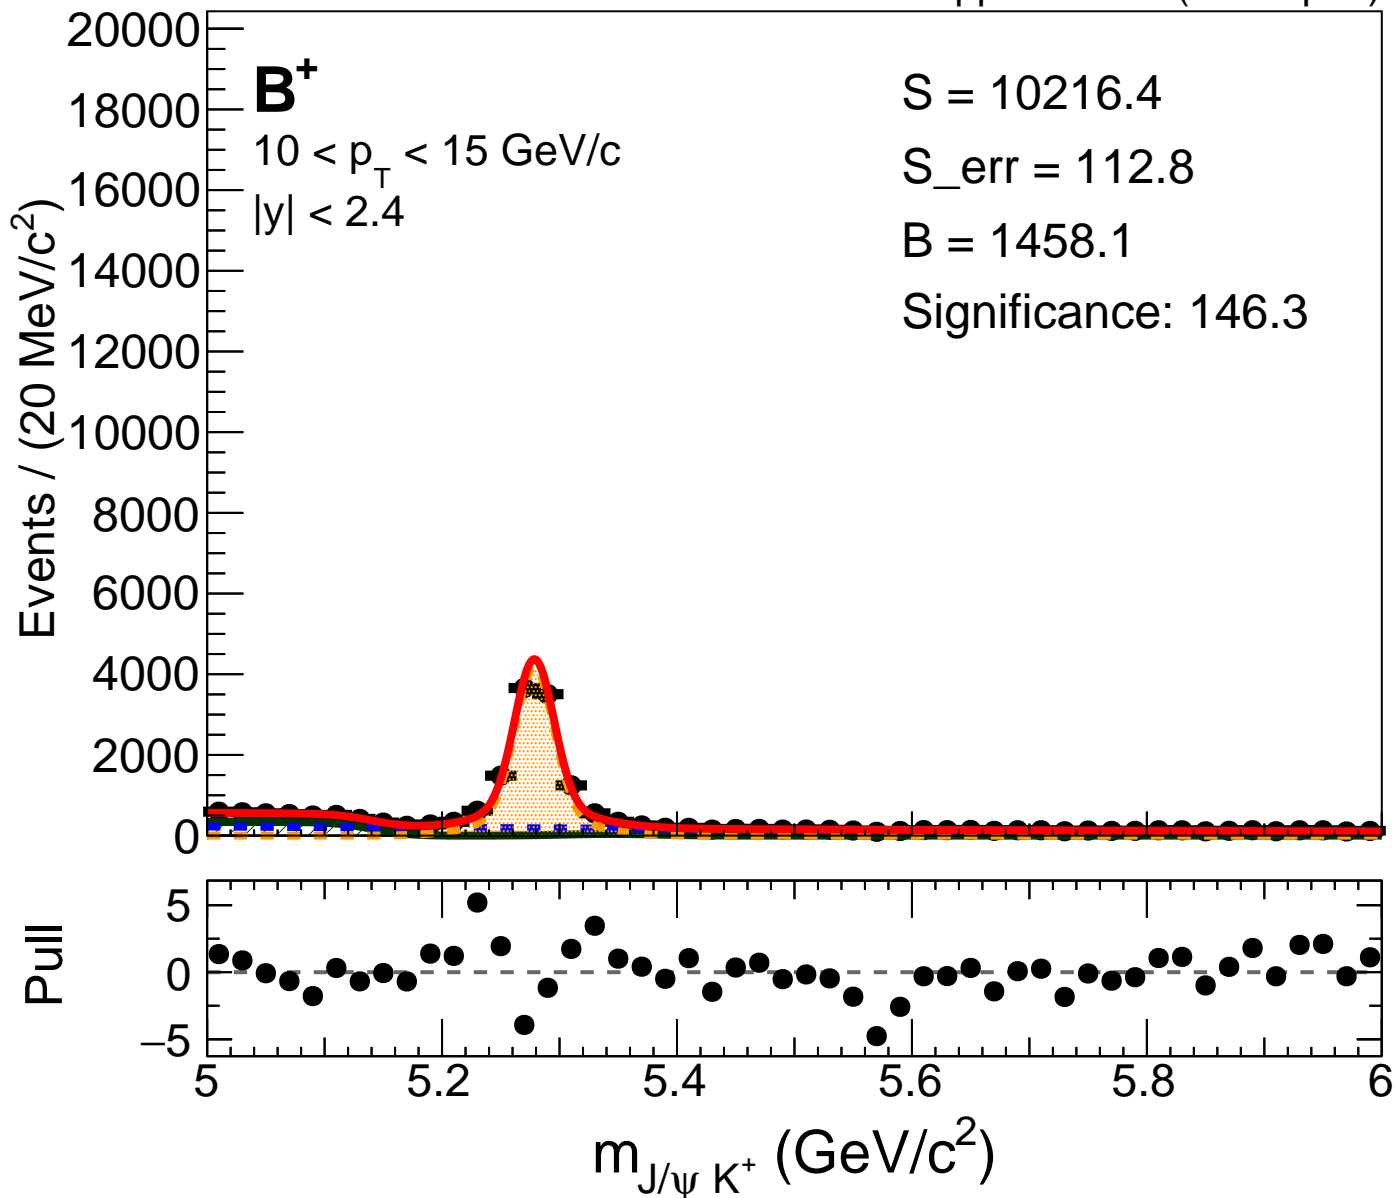 B⁺
10 < p_T < 15 GeV/c
|y| < 2.4
S = 10216.4
S_err = 112.8
B = 1458.1
Significance: 146.3
Events / (20 MeV/c²)
20000
18000
16000
14000
12000
10000
8000
6000
4000
2000
0
Pull
5
0
−5
5 5.2 5.4 5.6 5.8 6
m_{J/ψ K⁺} (GeV/c²)